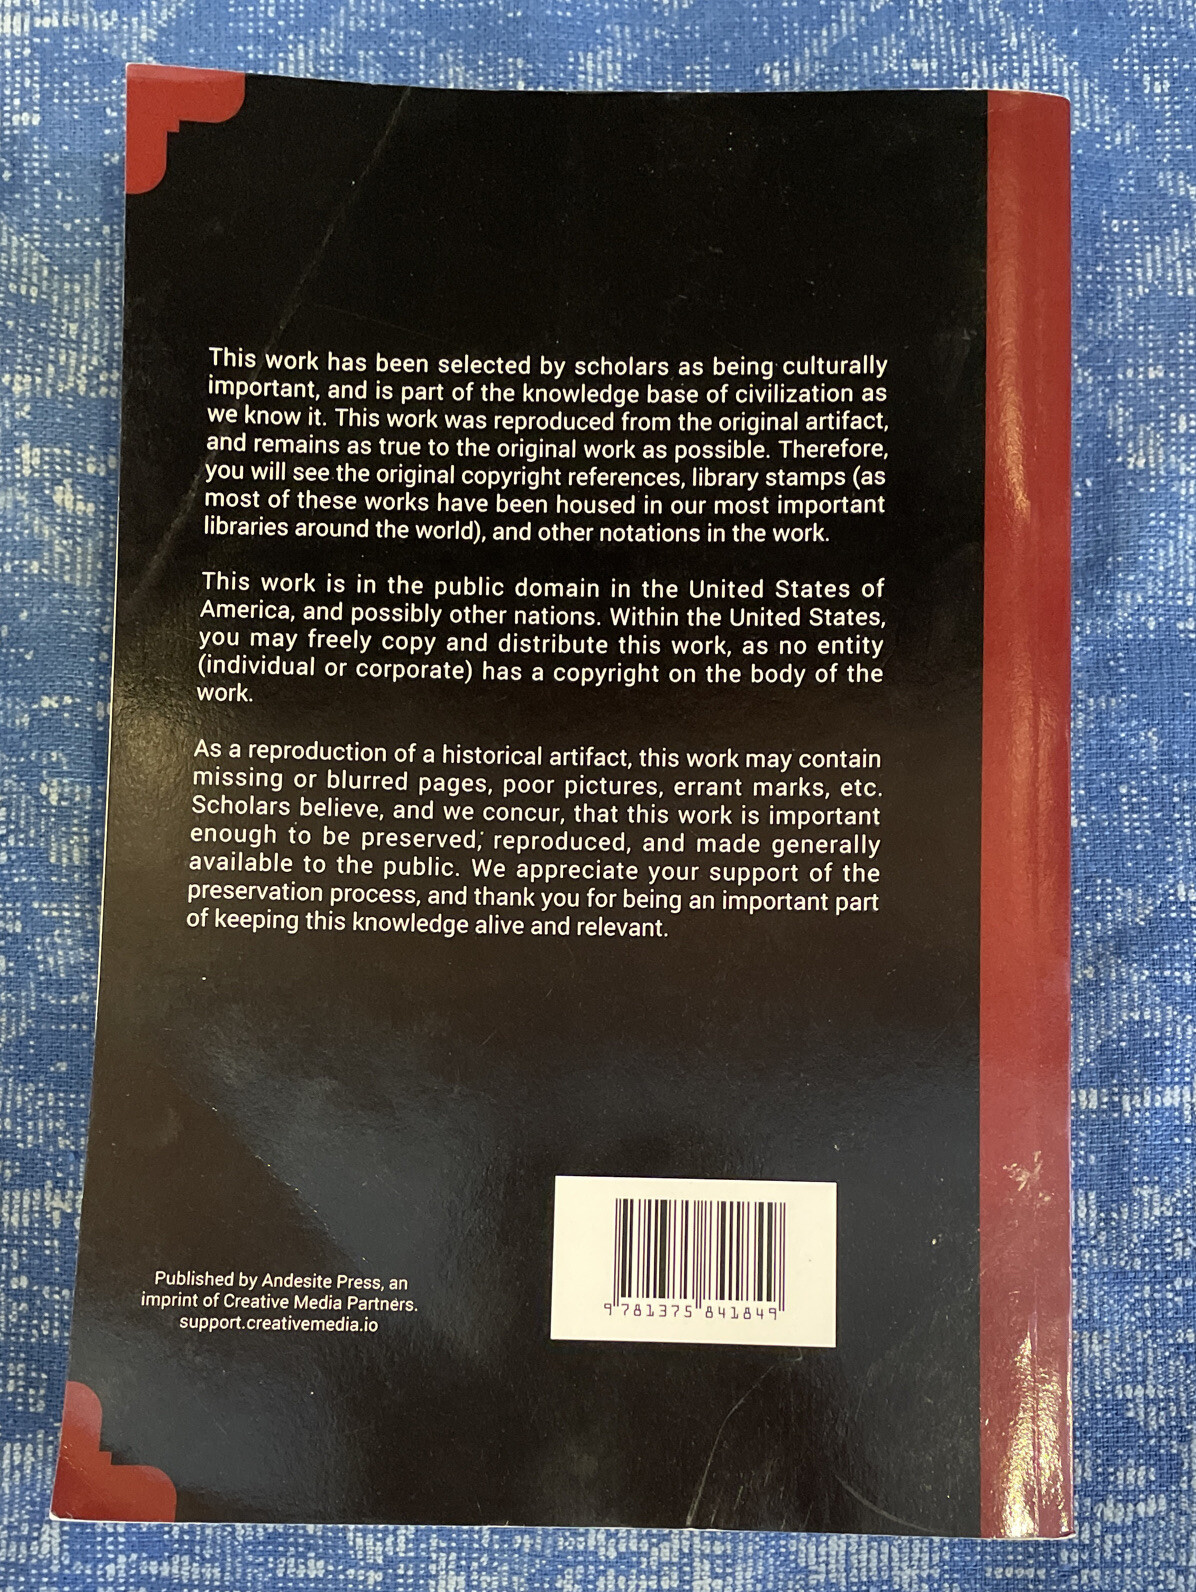 This work has been selected by scholars as being culturally
important, and is part of the knowledge base of civilization as
we know it. This work was reproduced from the original artifact,
and remains as true to the original work as possible. Therefore,
you will see the original copyright references, library stamps (as
most of these works have been housed in our most important
libraries around the world), and other notations in the work.
This work is in the public domain in the United States of
America, and possibly other nations. Within the United States,
you may freely copy and distribute this work, as no entity
(individual or corporate) has a copyright on the body of the
work.
As a reproduction of a historical artifact, this work may contain
missing or blurred pages, poor pictures, errant marks, etc.
Scholars believe, and we concur, that this work is important
enough to be preserved, reproduced, and made generally
available to the public. We appreciate your support of the
preservation process, and thank you for being an important part
of keeping this knowledge alive and relevant.
Published by Andesite Press, an
imprint of Creative Media Partners.
support.creativemedia.io
9 781375 841849